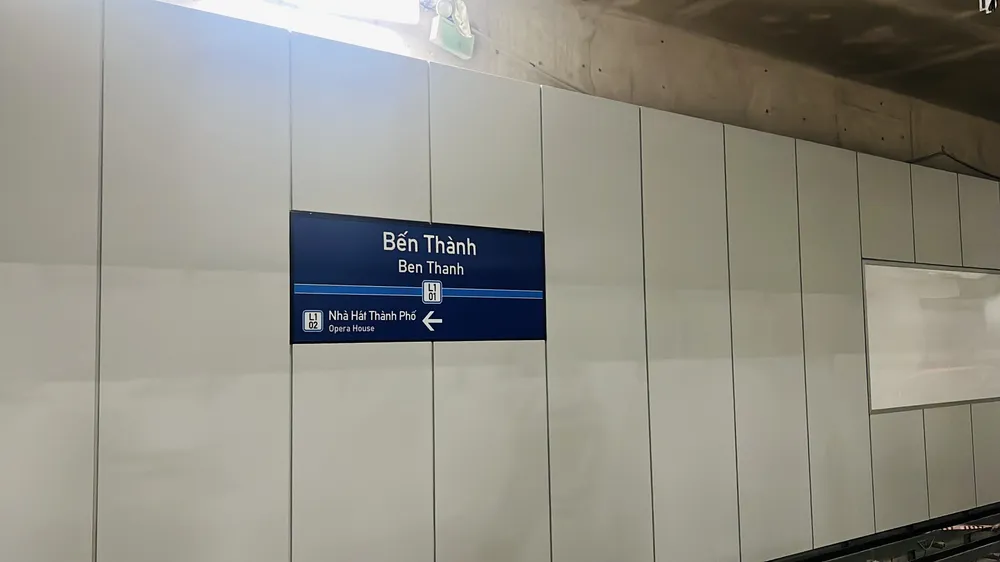 Bến Thành
Ben Thanh
L1
01
L1
02
Nhà Hát Thành Phố
Opera House